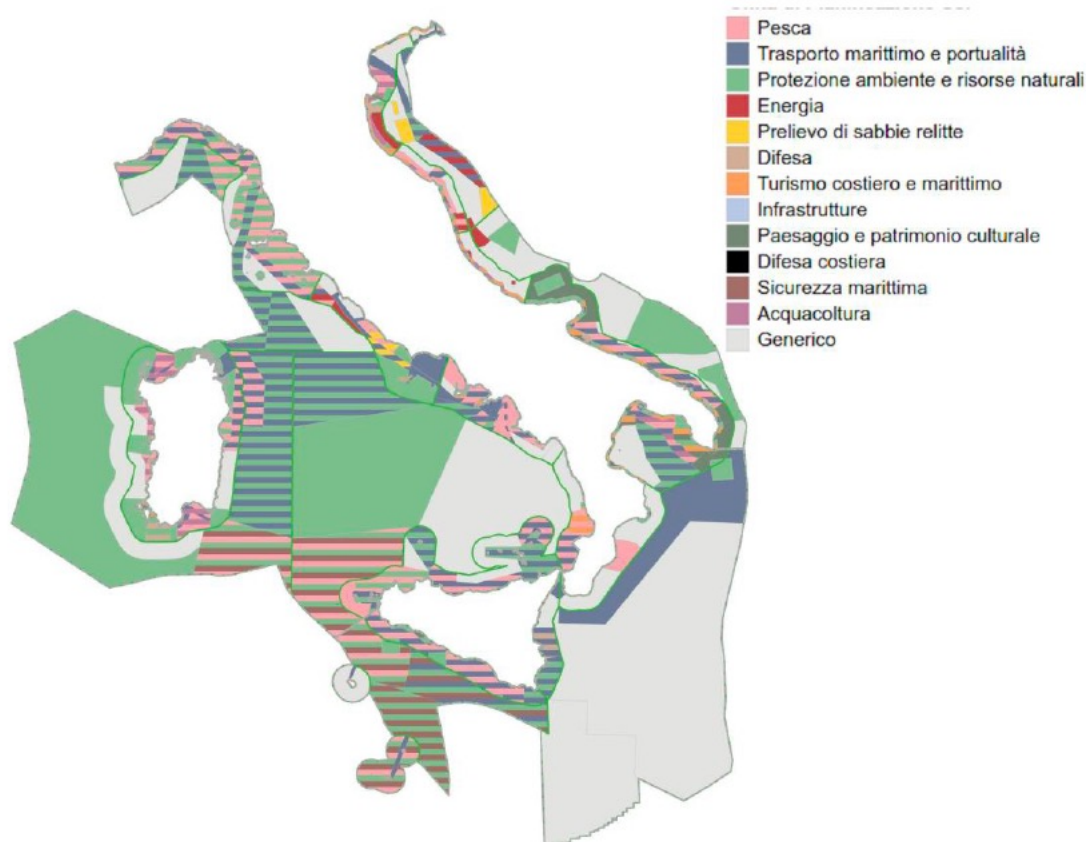 Pesca
Trasporto marittimo e portualità
Protezione ambiente e risorse naturali
Energia
Prelievo di sabbie relitte
Difesa
Turismo costiero e marittimo
Infrastrutture
Paesaggio e patrimonio culturale
Difesa costiera
Sicurezza marittima
Acquacoltura
Generico